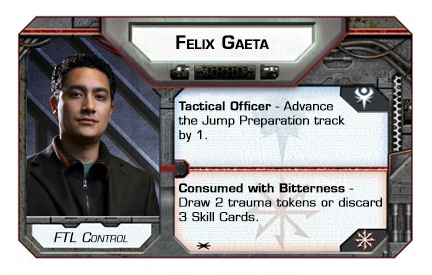 FELIX GAETA
Tactical Officer - Advance
the Jump Preparation track
by 1.
Consumed with Bitterness -
Draw 2 trauma tokens or discard
3 Skill Cards.
FTL CONTROL